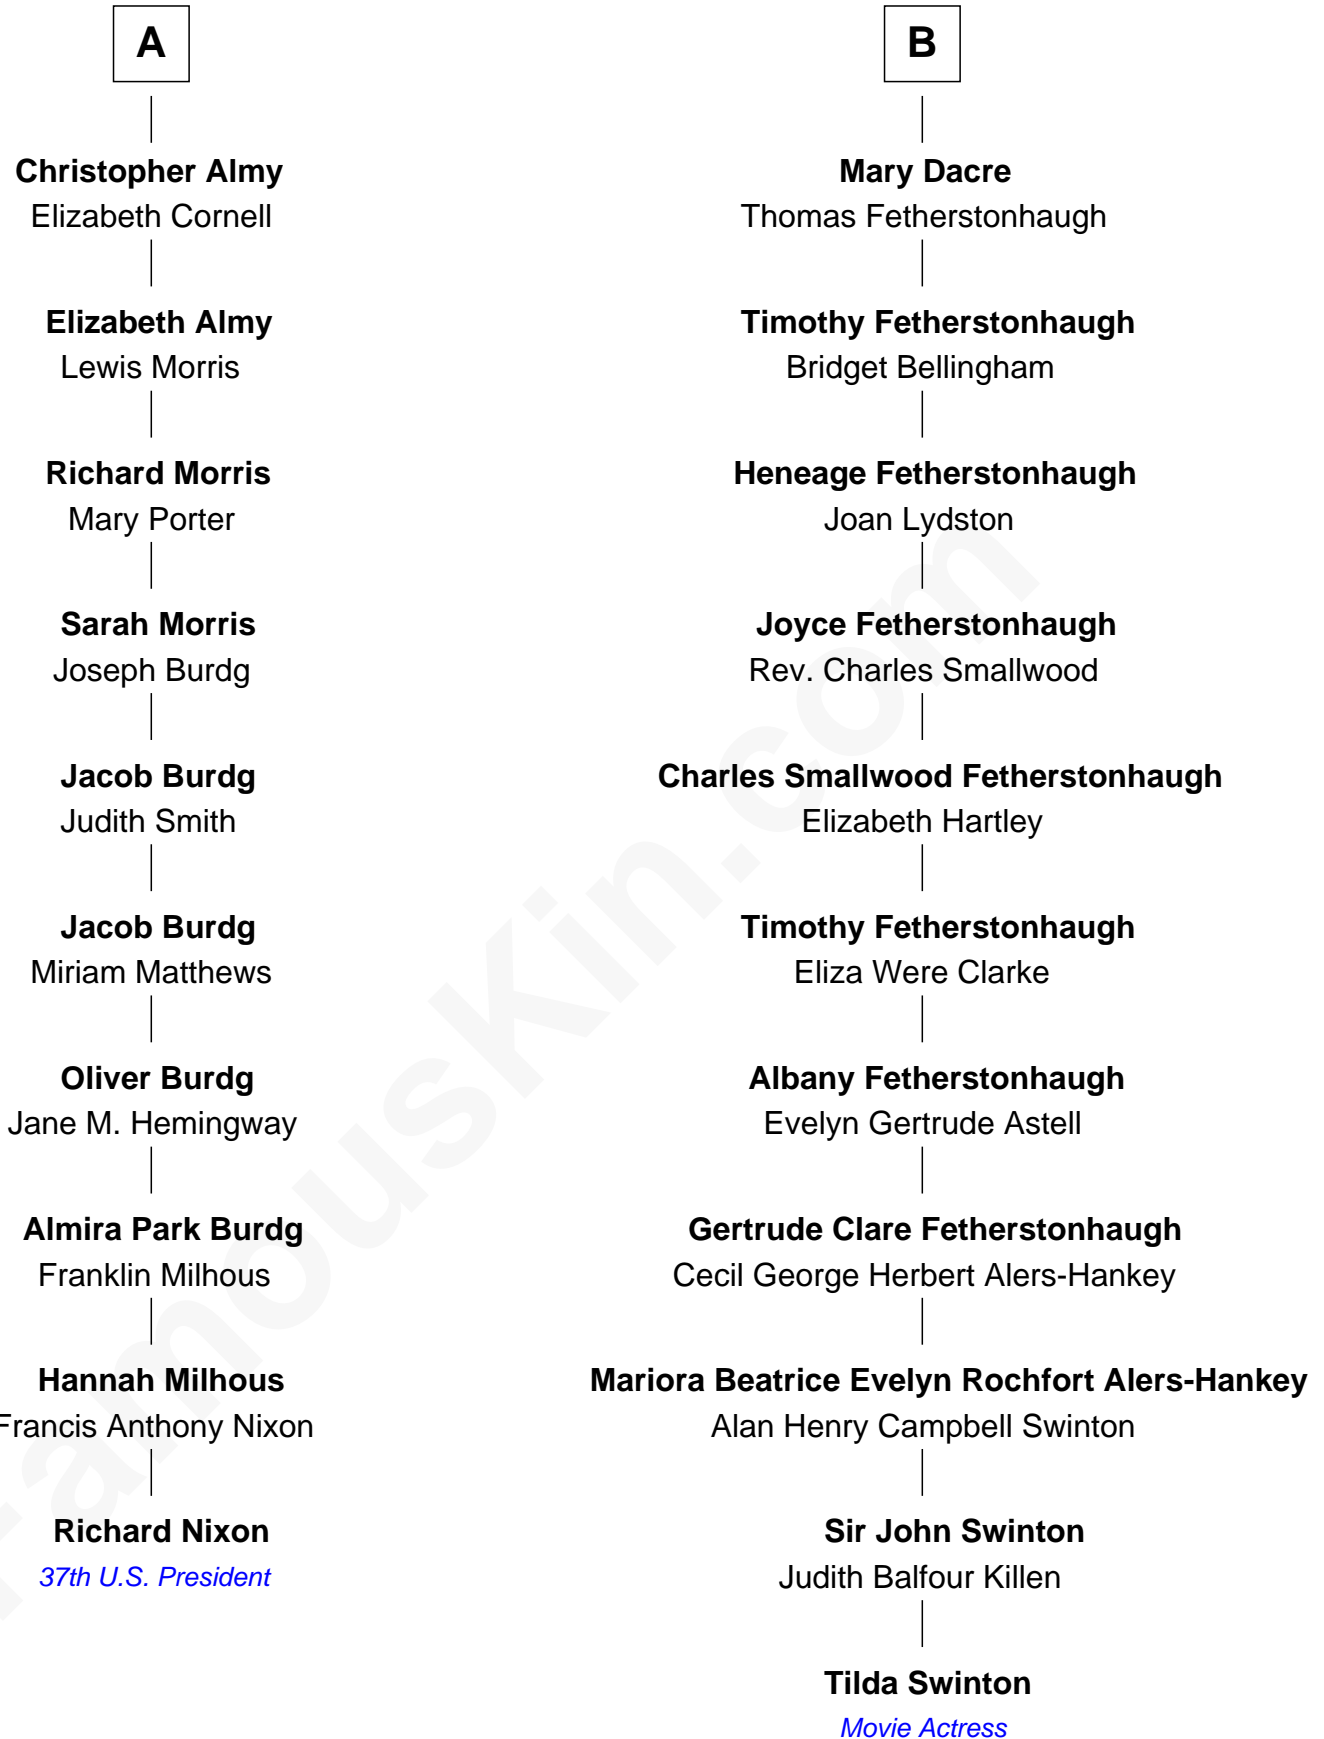 A
Christopher Almy
Elizabeth Cornell
Elizabeth Almy
Lewis Morris
Richard Morris
Mary Porter
Sarah Morris
Joseph Burdg
Jacob Burdg
Judith Smith
Jacob Burdg
Miriam Matthews
Oliver Burdg
Jane M. Hemingway
Almira Park Burdg
Franklin Milhous
Hannah Milhous
Francis Anthony Nixon
Richard Nixon
37th U.S. President
B
Mary Dacre
Thomas Fetherstonhaugh
Timothy Fetherstonhaugh
Bridget Bellingham
Heneage Fetherstonhaugh
Joan Lydston
Joyce Fetherstonhaugh
Rev. Charles Smallwood
Charles Smallwood Fetherstonhaugh
Elizabeth Hartley
Timothy Fetherstonhaugh
Eliza Were Clarke
Albany Fetherstonhaugh
Evelyn Gertrude Astell
Gertrude Clare Fetherstonhaugh
Cecil George Herbert Alers-Hankey
Mariora Beatrice Evelyn Rochfort Alers-Hankey
Alan Henry Campbell Swinton
Sir John Swinton
Judith Balfour Killen
Tilda Swinton
Movie Actress
FamousKin.com